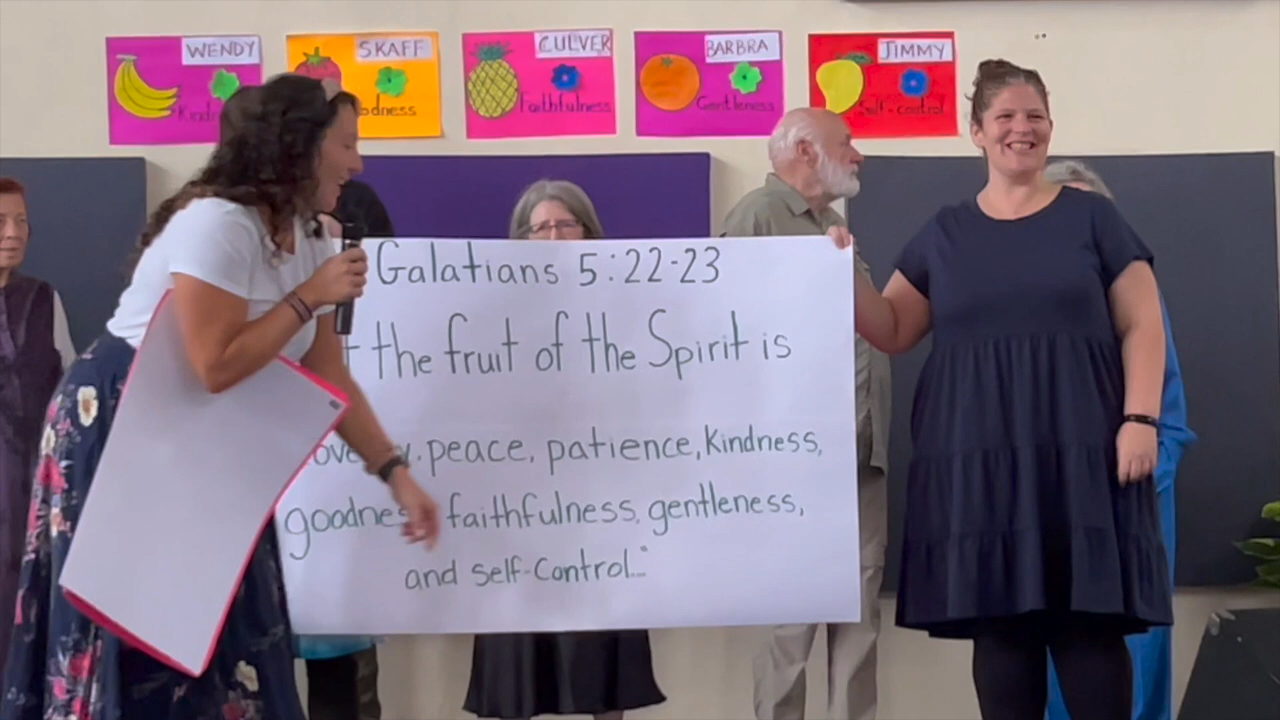 WENDY
SKAFF
CULVER
BARBRA
JIMMY
Faithfulness
Gentleness
Self-control
Galatians 5:22-23
the fruit of the Spirit is
peace, patience, Kindness,
faithfulness, gentleness,
and self-control..."